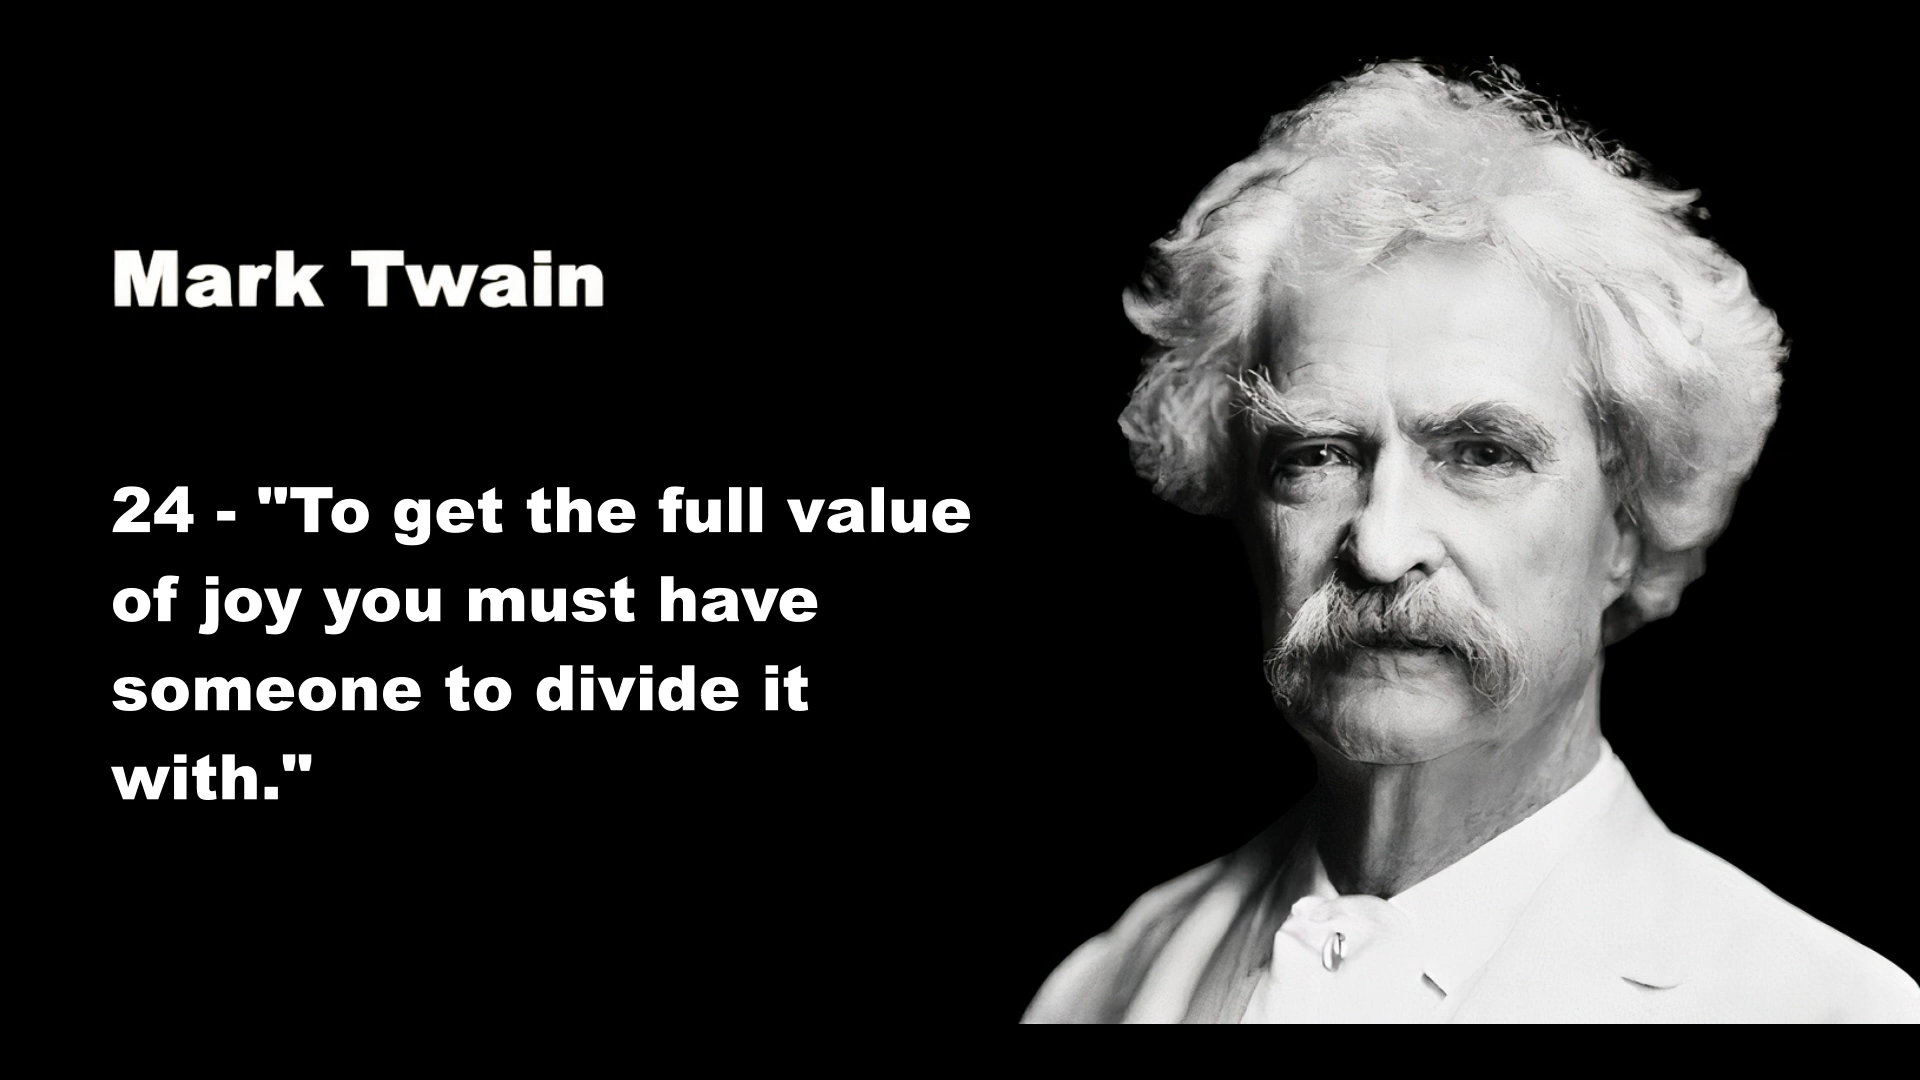 Mark Twain
24 - "To get the full value
of joy you must have
someone to divide it
with."